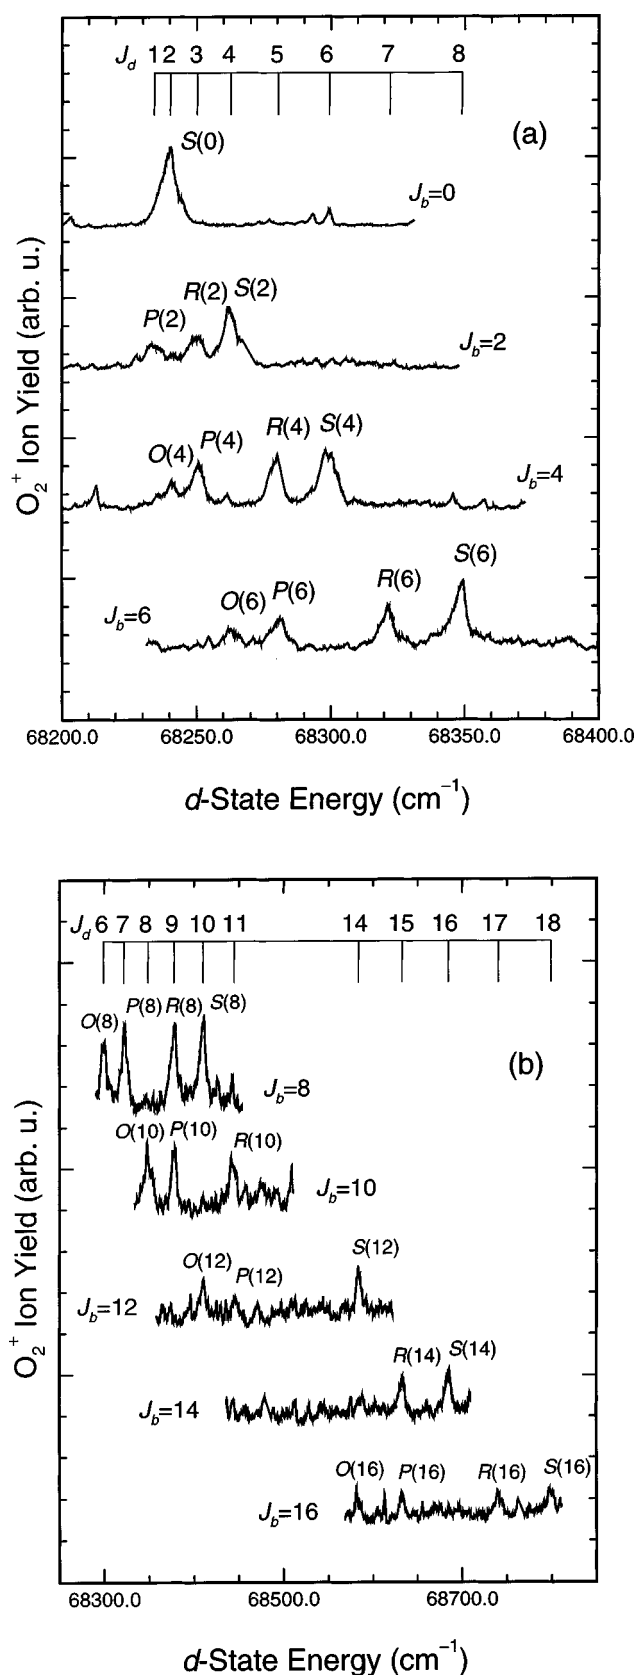 J_d 1 2 3 4 5 6 7 8
(a)
S(0)
J_b=0
P(2) R(2) S(2)
J_b=2
O(4) P(4) R(4) S(4)
J_b=4
J_b=6 O(6) P(6) R(6) S(6)
O₂⁺ Ion Yield (arb. u.)
68200.0 68250.0 68300.0 68350.0 68400.0
d-State Energy (cm⁻¹)
J_d 6 7 8 9 10 11 14 15 16 17 18
O(8) P(8) R(8) S(8)
(b)
J_b=8
O(10) P(10) R(10)
J_b=10
O(12) P(12) S(12)
J_b=12
R(14) S(14)
J_b=14
O(16) P(16) R(16) S(16)
J_b=16
O₂⁺ Ion Yield (arb. u.)
68300.0 68500.0 68700.0
d-State Energy (cm⁻¹)